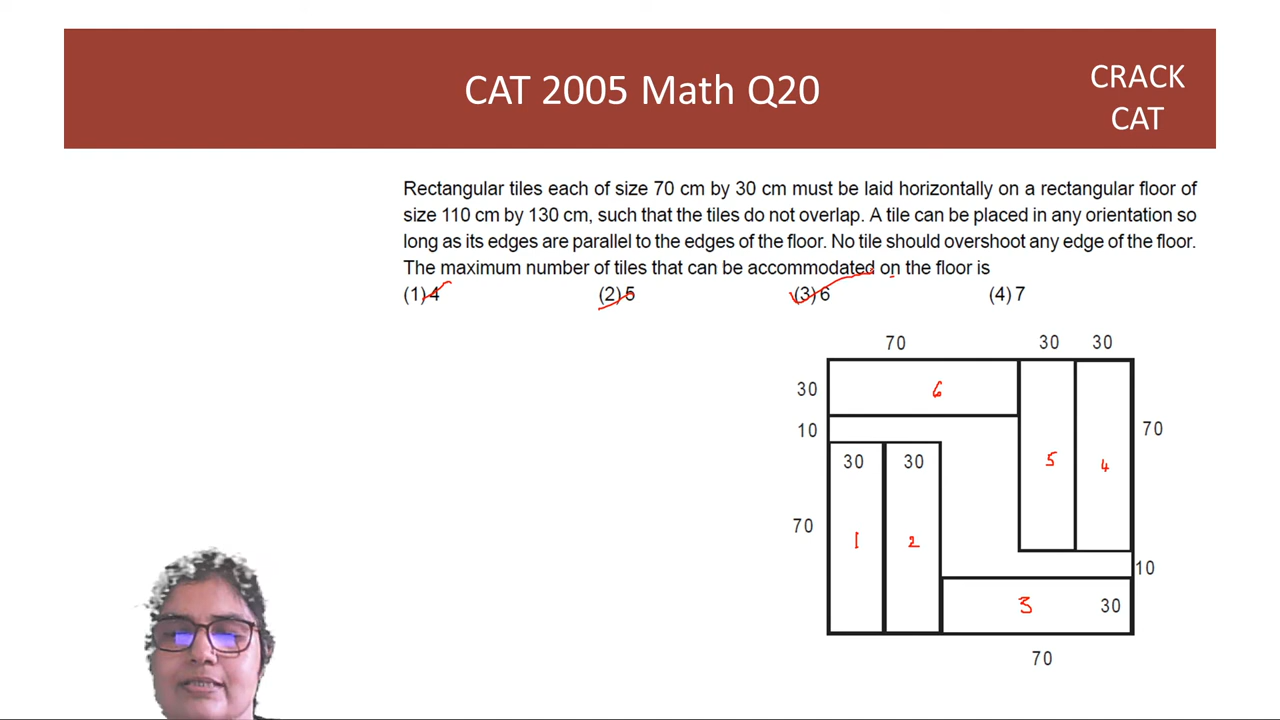 CAT 2005 Math Q20
CRACK
CAT
Rectangular tiles each of size 70 cm by 30 cm must be laid horizontally on a rectangular floor of
size 110 cm by 130 cm, such that the tiles do not overlap. A tile can be placed in any orientation so
long as its edges are parallel to the edges of the floor. No tile should overshoot any edge of the floor.
The maximum number of tiles that can be accommodated on the floor is
(1) 4 (2) 5 (3) 6 (4) 7
70 30 30
30 6
10 70
30 30 5 4
70 1 2
10
3 30
70